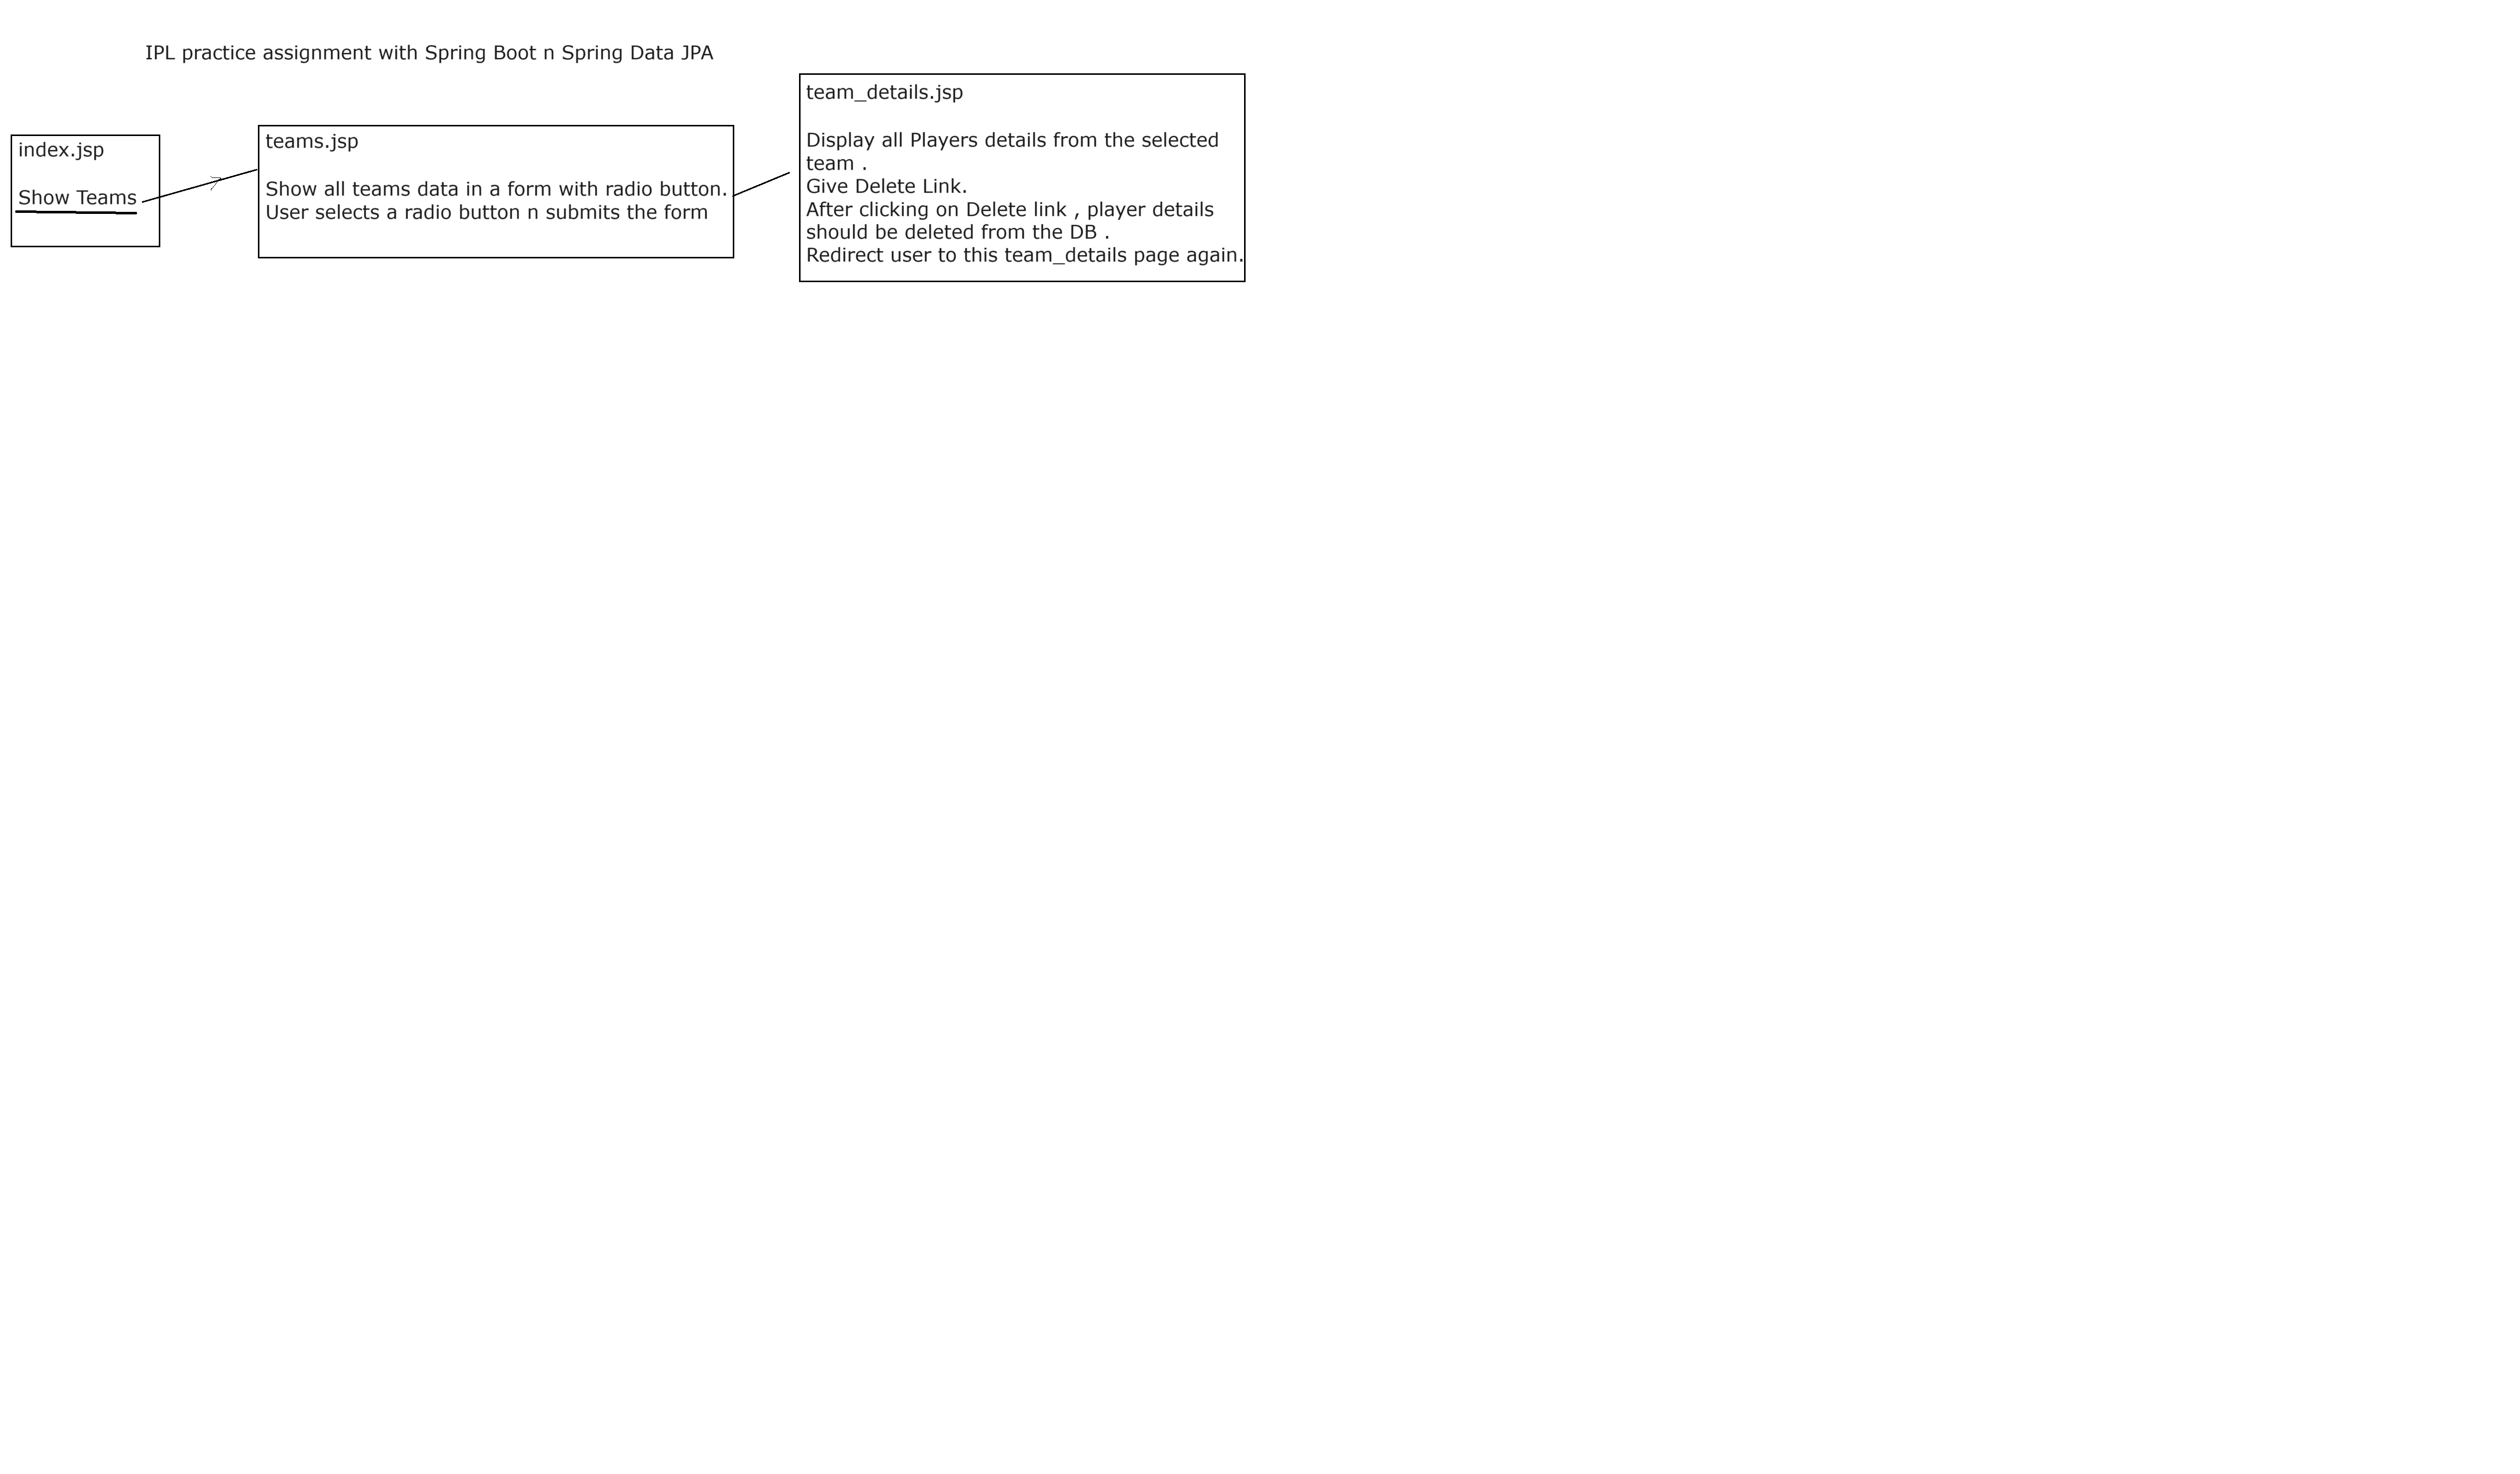 IPL practice assignment with Spring Boot n Spring Data JPA
index.jsp
Show Teams
teams.jsp
Show all teams data in a form with radio button.
User selects a radio button n submits the form
team_details.jsp
Display all Players details from the selected
team .
Give Delete Link.
After clicking on Delete link , player details
should be deleted from the DB .
Redirect user to this team_details page again.